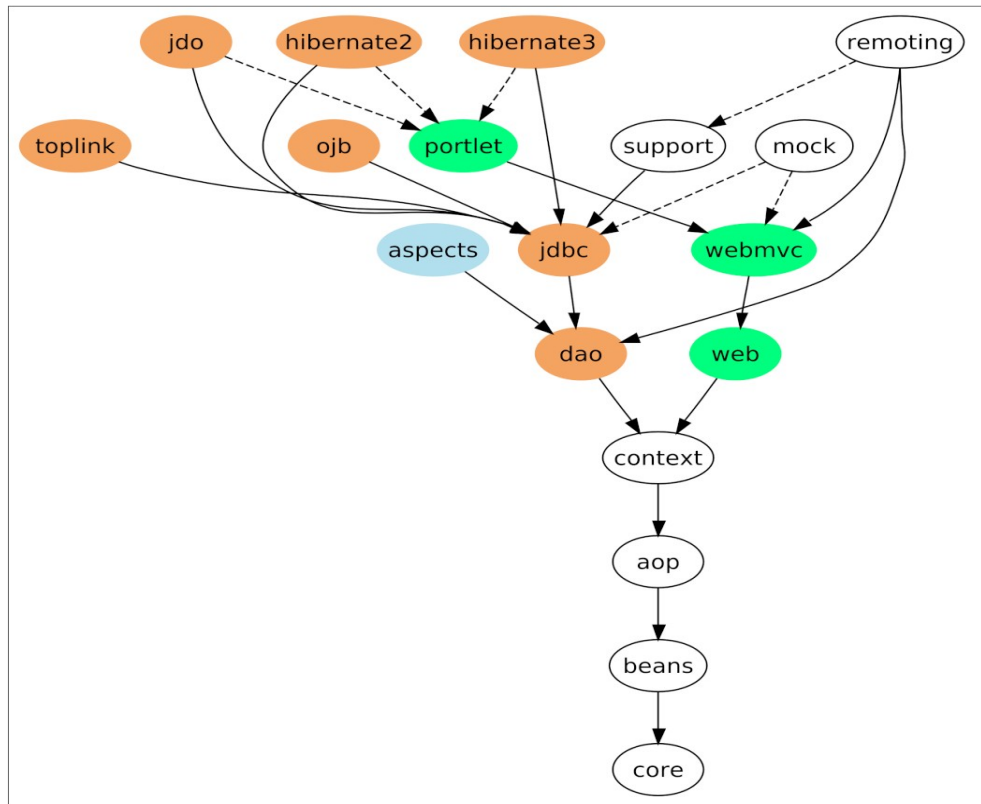 jdo hibernate2 hibernate3 remoting
toplink ojb portlet support mock
aspects jdbc webmvc
dao web
context
aop
beans
core